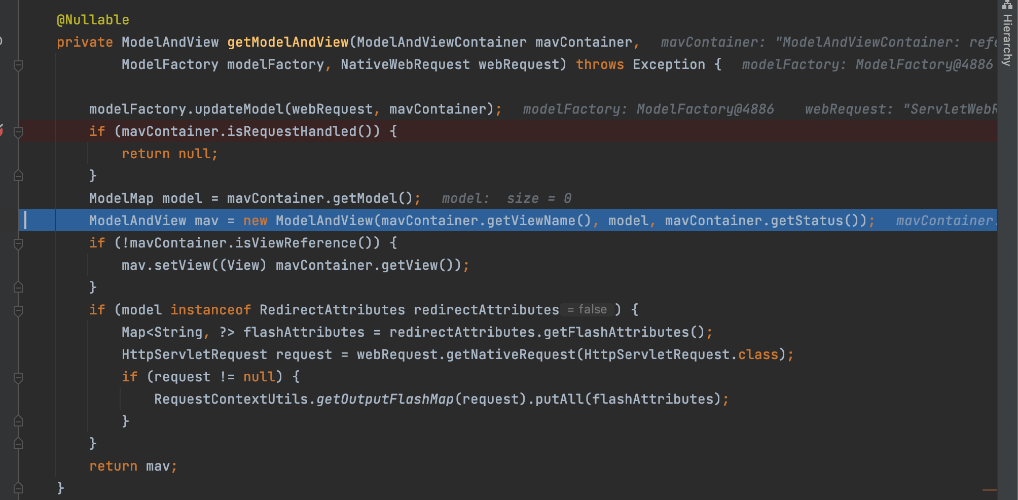 @Nullable
private ModelAndView getModelAndView(ModelAndViewContainer mavContainer,   mavContainer: "ModelAndViewContainer: refe
        ModelFactory modelFactory, NativeWebRequest webRequest) throws Exception {   modelFactory: ModelFactory@4886
    modelFactory.updateModel(webRequest, mavContainer);   modelFactory: ModelFactory@4886    webRequest: "ServletWebR
    if (mavContainer.isRequestHandled()) {
        return null;
    }
    ModelMap model = mavContainer.getModel();   model:  size = 0
    ModelAndView mav = new ModelAndView(mavContainer.getViewName(), model, mavContainer.getStatus());   mavContainer:
    if (!mavContainer.isViewReference()) {
        mav.setView((View) mavContainer.getView());
    }
    if (model instanceof RedirectAttributes redirectAttributes = false ) {
        Map<String, ?> flashAttributes = redirectAttributes.getFlashAttributes();
        HttpServletRequest request = webRequest.getNativeRequest(HttpServletRequest.class);
        if (request != null) {
            RequestContextUtils.getOutputFlashMap(request).putAll(flashAttributes);
        }
    }
    return mav;
}
Hierarchy